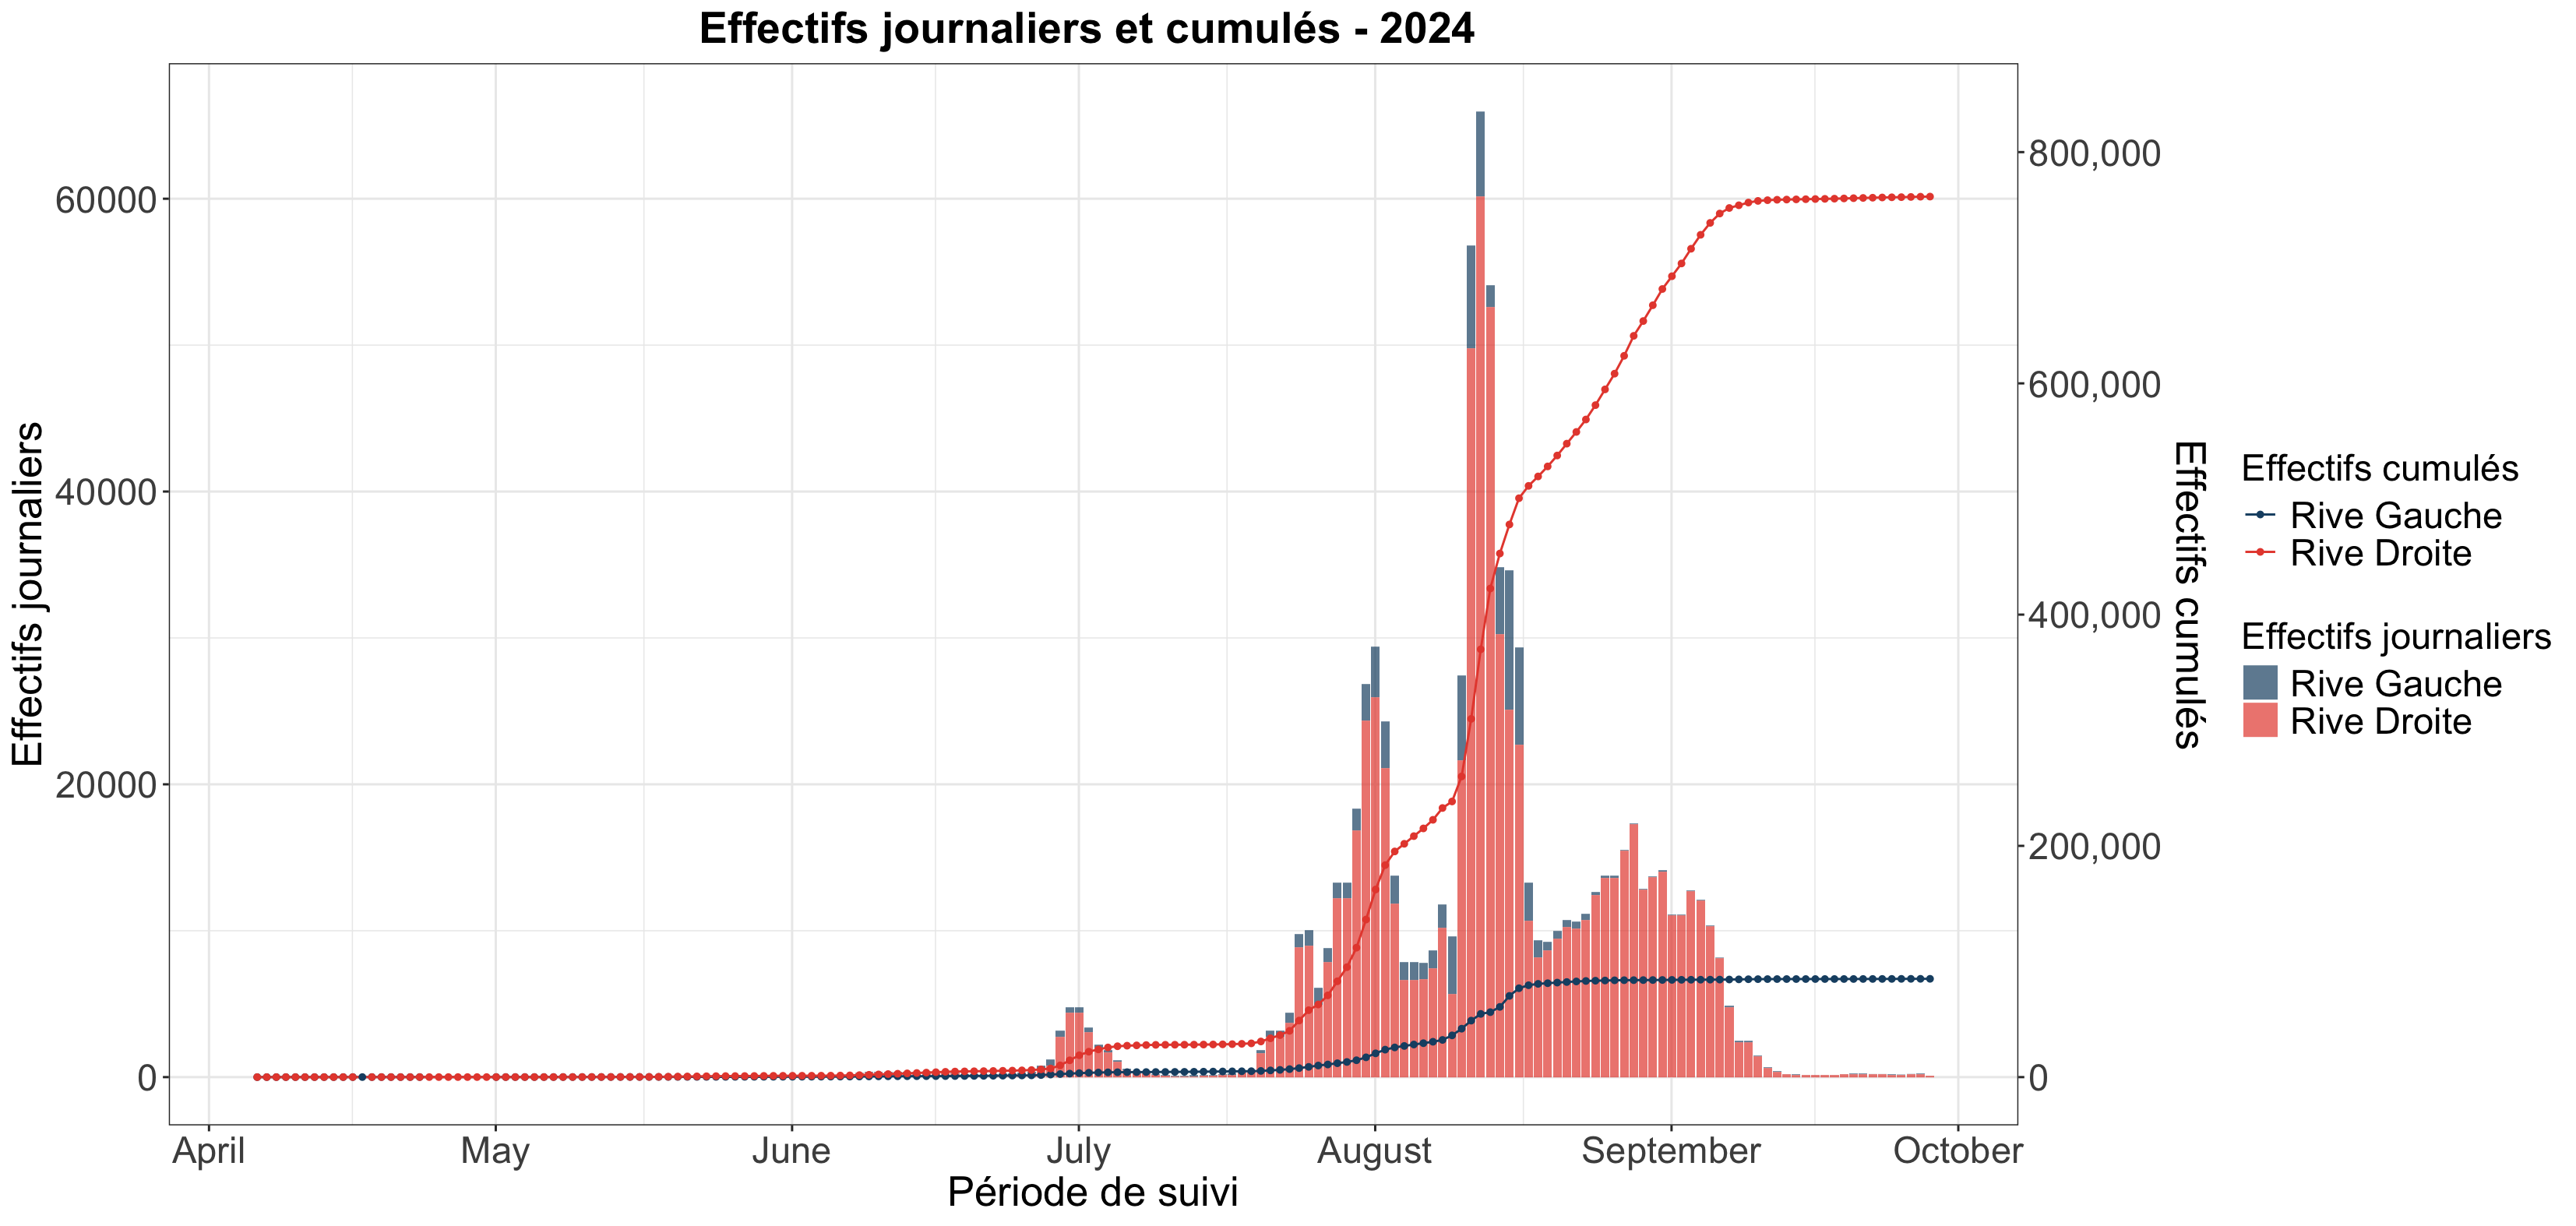 Effectifs journaliers et cumulés - 2024
Effectifs journaliers
60000
40000
20000
0
800,000
600,000
400,000
200,000
0
Effectifs cumulés
April
May
June
July
August
September
October
Période de suivi
Effectifs cumulés
Rive Gauche
Rive Droite
Effectifs journaliers
Rive Gauche
Rive Droite